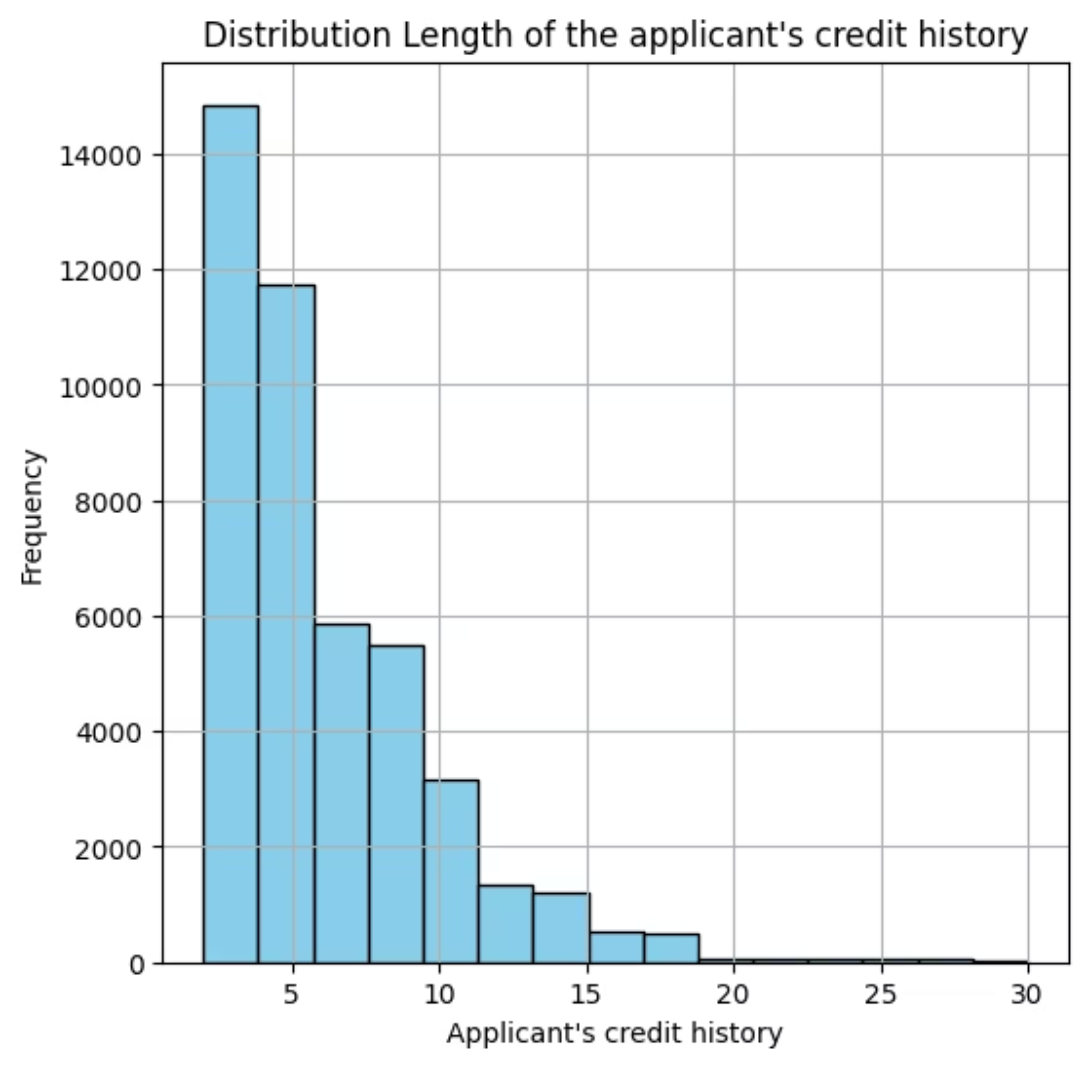 Distribution Length of the applicant's credit history
14000
12000
10000
8000
6000
4000
2000
0
Frequency
5 10 15 20 25 30
Applicant's credit history